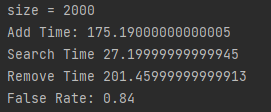 size = 2000
Add Time: 175.19000000000005
Search Time 27.19999999999945
Remove Time 201.45999999999913
False Rate: 0.84